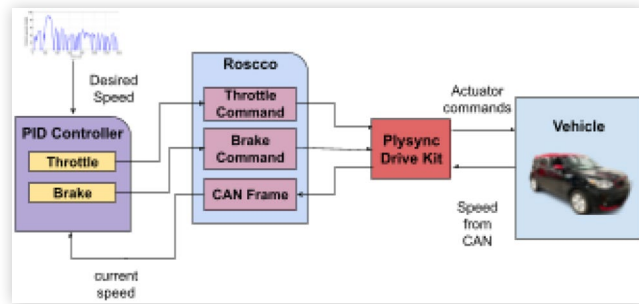 Desired
Speed
PID Controller
Throttle
Brake
current
speed
Roscco
Throttle
Command
Brake
Command
CAN Frame
Plysync
Drive Kit
Actuator
commands
Speed
from
CAN
Vehicle